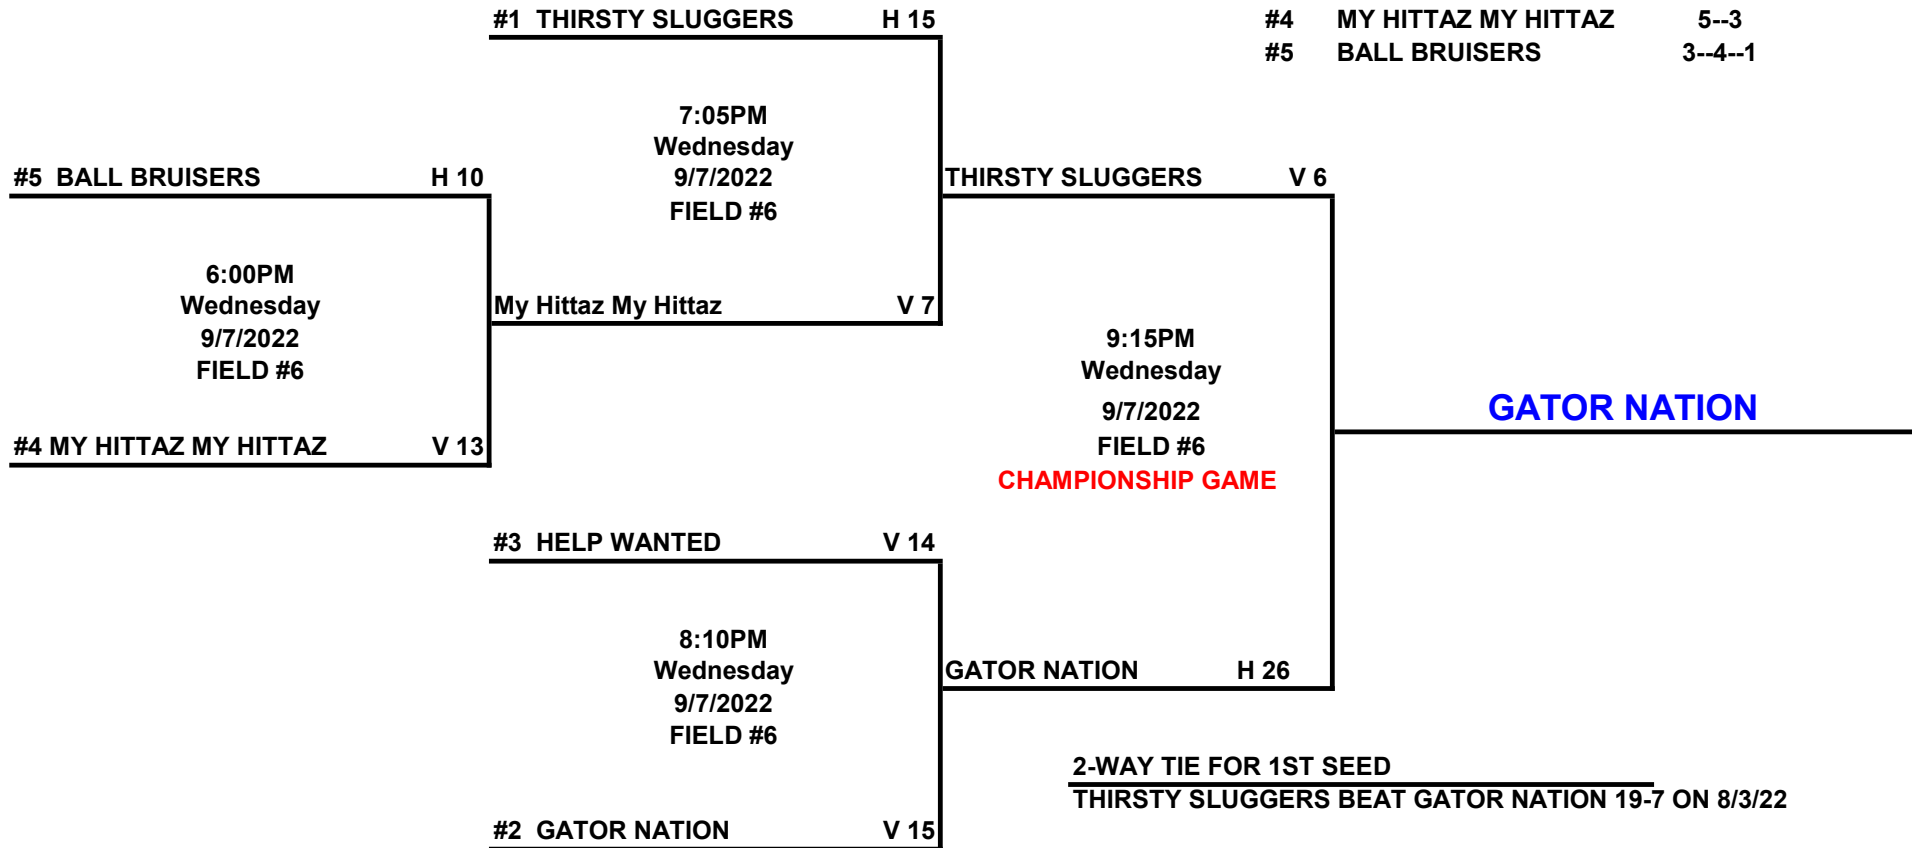 #1 THIRSTY SLUGGERS H 15
#4 MY HITTAZ MY HITTAZ 5--3
#5 BALL BRUISERS 3--4--1
7:05PM
Wednesday
9/7/2022
FIELD #6
#5 BALL BRUISERS H 10
THIRSTY SLUGGERS V 6
6:00PM
Wednesday
9/7/2022
FIELD #6
My Hittaz My Hittaz V 7
9:15PM
Wednesday
9/7/2022
FIELD #6
CHAMPIONSHIP GAME
GATOR NATION
#4 MY HITTAZ MY HITTAZ V 13
#3 HELP WANTED V 14
8:10PM
Wednesday
9/7/2022
FIELD #6
GATOR NATION H 26
2-WAY TIE FOR 1ST SEED
THIRSTY SLUGGERS BEAT GATOR NATION 19-7 ON 8/3/22
#2 GATOR NATION V 15